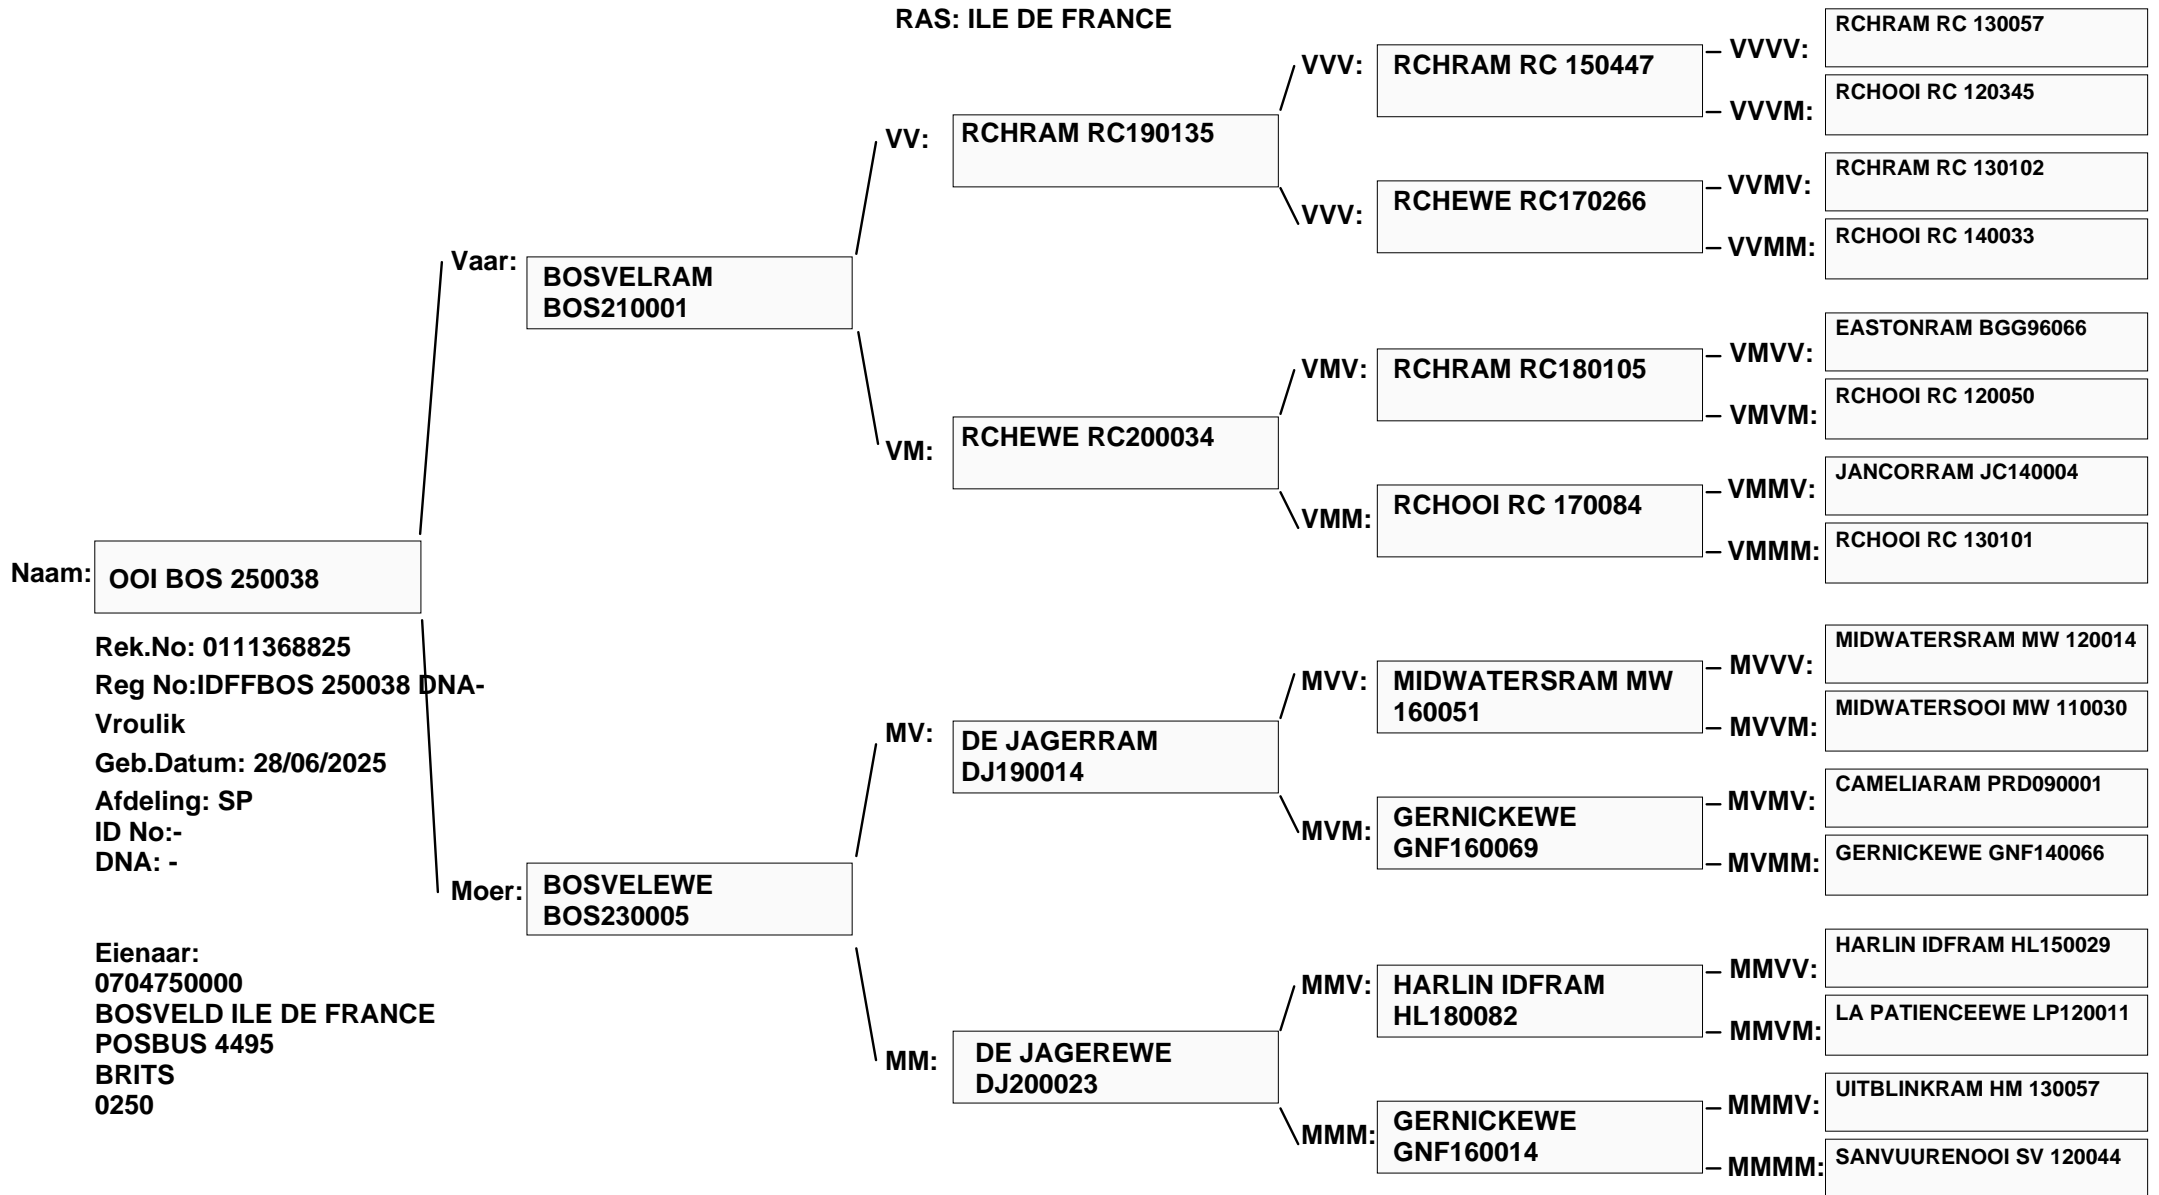 RAS: ILE DE FRANCE
Naam:
OOI BOS 250038
Rek.No: 0111368825
Reg No:IDFFBOS 250038 DNA-
Vroulik
Geb.Datum: 28/06/2025
Afdeling: SP
ID No:-
DNA: -
Eienaar:
0704750000
BOSVELD ILE DE FRANCE
POSBUS 4495
BRITS
0250
Vaar:
BOSVELRAM
BOS210001
Moer:
BOSVELEWE
BOS230005
VV:
RCHRAM RC190135
VM:
RCHEWE RC200034
MV:
DE JAGERRAM
DJ190014
MM:
DE JAGEREWE
DJ200023
VVV:
RCHRAM RC 150447
VVV:
RCHEWE RC170266
VMV:
RCHRAM RC180105
VMM:
RCHOOI RC 170084
MVV:
MIDWATERSRAM MW
160051
MVM:
GERNICKEWE
GNF160069
MMV:
HARLIN IDFRAM
HL180082
MMM:
GERNICKEWE
GNF160014
VVVV:
RCHRAM RC 130057
VVVM:
RCHOOI RC 120345
VVMV:
RCHRAM RC 130102
VVMM:
RCHOOI RC 140033
VMVV:
EASTONRAM BGG96066
VMVM:
RCHOOI RC 120050
VMMV:
JANCORRAM JC140004
VMMM:
RCHOOI RC 130101
MVVV:
MIDWATERSRAM MW 120014
MVVM:
MIDWATERSOOI MW 110030
MVMV:
CAMELIARAM PRD090001
MVMM:
GERNICKEWE GNF140066
MMVV:
HARLIN IDFRAM HL150029
MMVM:
LA PATIENCEEWE LP120011
MMMV:
UITBLINKRAM HM 130057
MMMM:
SANVUURENOOI SV 120044